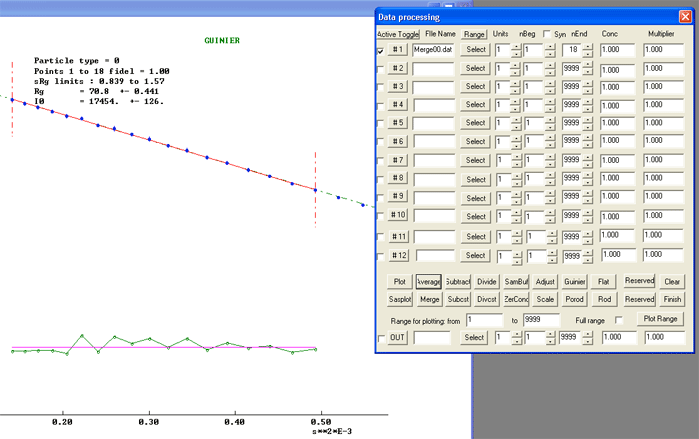 GUINIER
Particle type = 0
Points 1 to 18 fidel = 1.00
sRg limits : 0.839 to 1.57
Rg = 70.8 +- 0.441
I0 = 17454. +- 126.
0.20 0.30 0.40 0.50
s**2*E-3
Data processing
Active Toggle File Name Range Units nBeg Syn nEnd Conc Multiplier
#1 Merge00.dat Select 1 1 18 1.000 1.000
#2 Select 1 1 9999 1.000 1.000
#3 Select 1 1 9999 1.000 1.000
#4 Select 1 1 9999 1.000 1.000
#5 Select 1 1 9999 1.000 1.000
#6 Select 1 1 9999 1.000 1.000
#7 Select 1 1 9999 1.000 1.000
#8 Select 1 1 9999 1.000 1.000
#9 Select 1 1 9999 1.000 1.000
#10 Select 1 1 9999 1.000 1.000
#11 Select 1 1 9999 1.000 1.000
#12 Select 1 1 9999 1.000 1.000
Plot Average Subtract Divide SamBuf Adjust Guinier Flat Reserved Clear
Sasplot Merge Subcst Divcst ZerConc Scale Porod Rod Reserved Finish
Range for plotting: from 1 to 9999 Full range Plot Range
OUT Select 1 1 9999 1.000 1.000